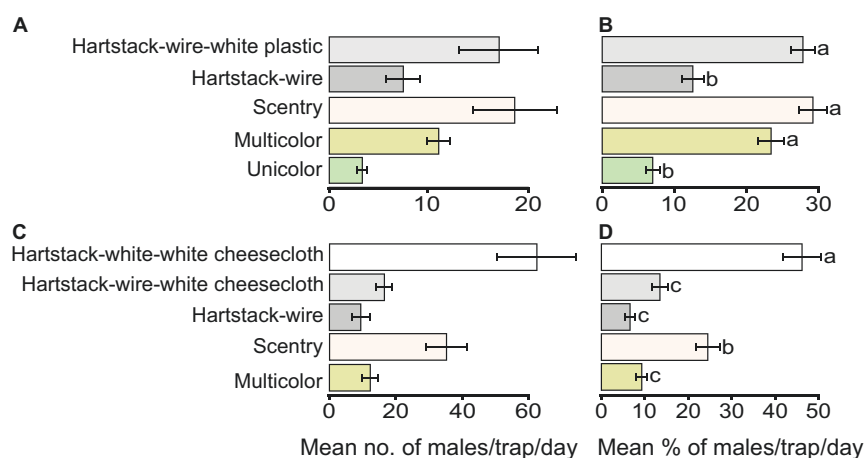 A
B
Hartstack-wire-white plastic
a
Hartstack-wire
b
Scentry
a
Multicolor
a
Unicolor
b
0 10 20
0 10 20 30
C
D
Hartstack-white-white cheesecloth
a
Hartstack-wire-white cheesecloth
c
Hartstack-wire
c
Scentry
b
Multicolor
c
0 20 40 60
0 10 20 30 40 50
Mean no. of males/trap/day
Mean % of males/trap/day